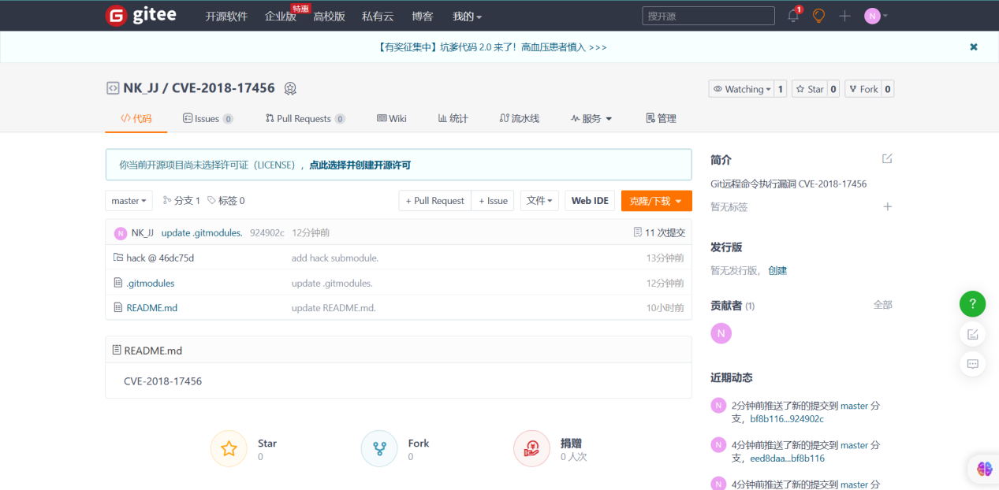 gitee
开源软件 企业版 特惠 高校版 私有云 博客 我的 搜开源 1 N
【有奖征集中】坑爹代码 2.0 来了！高血压患者慎入 >>>
NK_JJ / CVE-2018-17456 Watching 1 Star 0 Fork 0
代码 Issues 0 Pull Requests 0 Wiki 统计 流水线 服务 管理
你当前开源项目尚未选择许可证（LICENSE），点此选择并创建开源许可
master 分支 1 标签 0 + Pull Request + Issue 文件 Web IDE 克隆/下载
N NK_JJ update .gitmodules. 924902c 12分钟前 11 次提交
hack @ 46dc75d add hack submodule. 13分钟前
.gitmodules update .gitmodules. 12分钟前
README.md update README.md. 10小时前
README.md
CVE-2018-17456
Star
0
Fork
0
捐赠
0 人次
简介
Git远程命令执行漏洞 CVE-2018-17456
暂无标签
发行版
暂无发行版，创建
贡献者 (1) 全部
N
近期动态
N 2分钟前推送了新的提交到 master 分
支，bf8b116...924902c
N 4分钟前推送了新的提交到 master 分
支，eed8daa...bf8b116
N 4分钟前推送了新的提交到 master 分
?